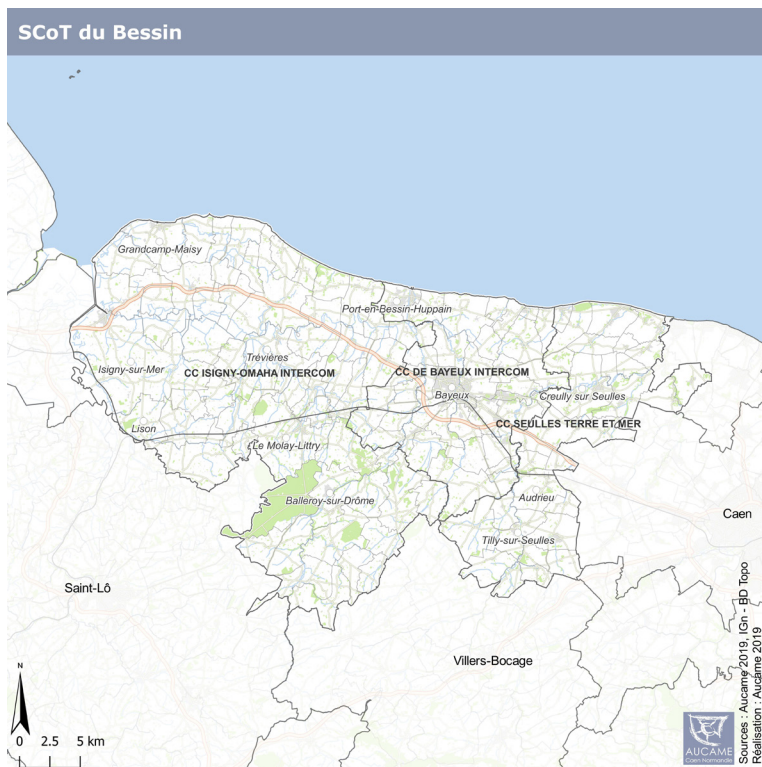 SCoT du Bessin
Grandcamp-Maisy
Port-en-Bessin-Huppain
Trévières
Isigny-sur-Mer
CC ISIGNY-OMAHA INTERCOM
CC DE BAYEUX INTERCOM
Bayeux
Creully sur Seulles
CC SEULLES TERRE ET MER
Lison
Le Molay-Littry
Balleroy-sur-Drôme
Audrieu
Caen
Tilly-sur-Seulles
Saint-Lô
Villers-Bocage
N
0 2.5 5 km
AUCAME
Caen Normandie
Sources : Aucame 2019, IGn - BD Topo
Réalisation : Aucame 2019